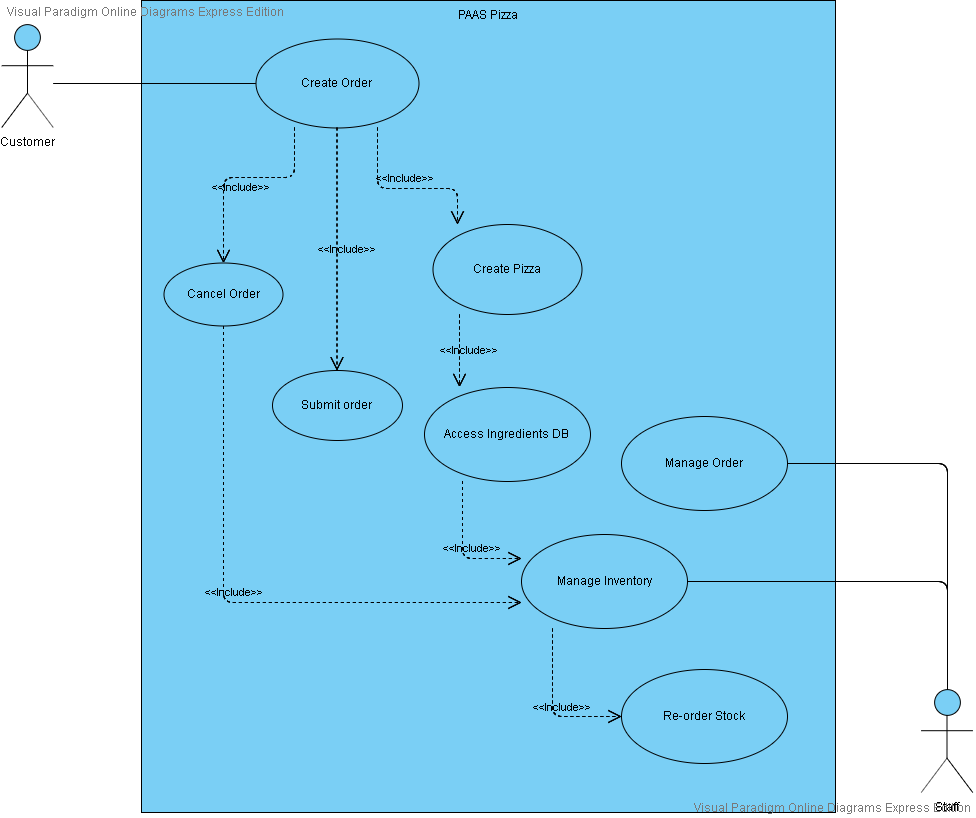 Visual Paradigm Online Diagrams Express Edition
PAAS Pizza
Create Order
Customer
<<Include>>
<<Include>>
<<Include>>
Create Pizza
Cancel Order
<<Include>>
Submit order
Access Ingredients DB
Manage Order
<<Include>>
Manage Inventory
<<Include>>
<<Include>>
Re-order Stock
Visual Paradigm Online Diagrams Express Edition
Staff